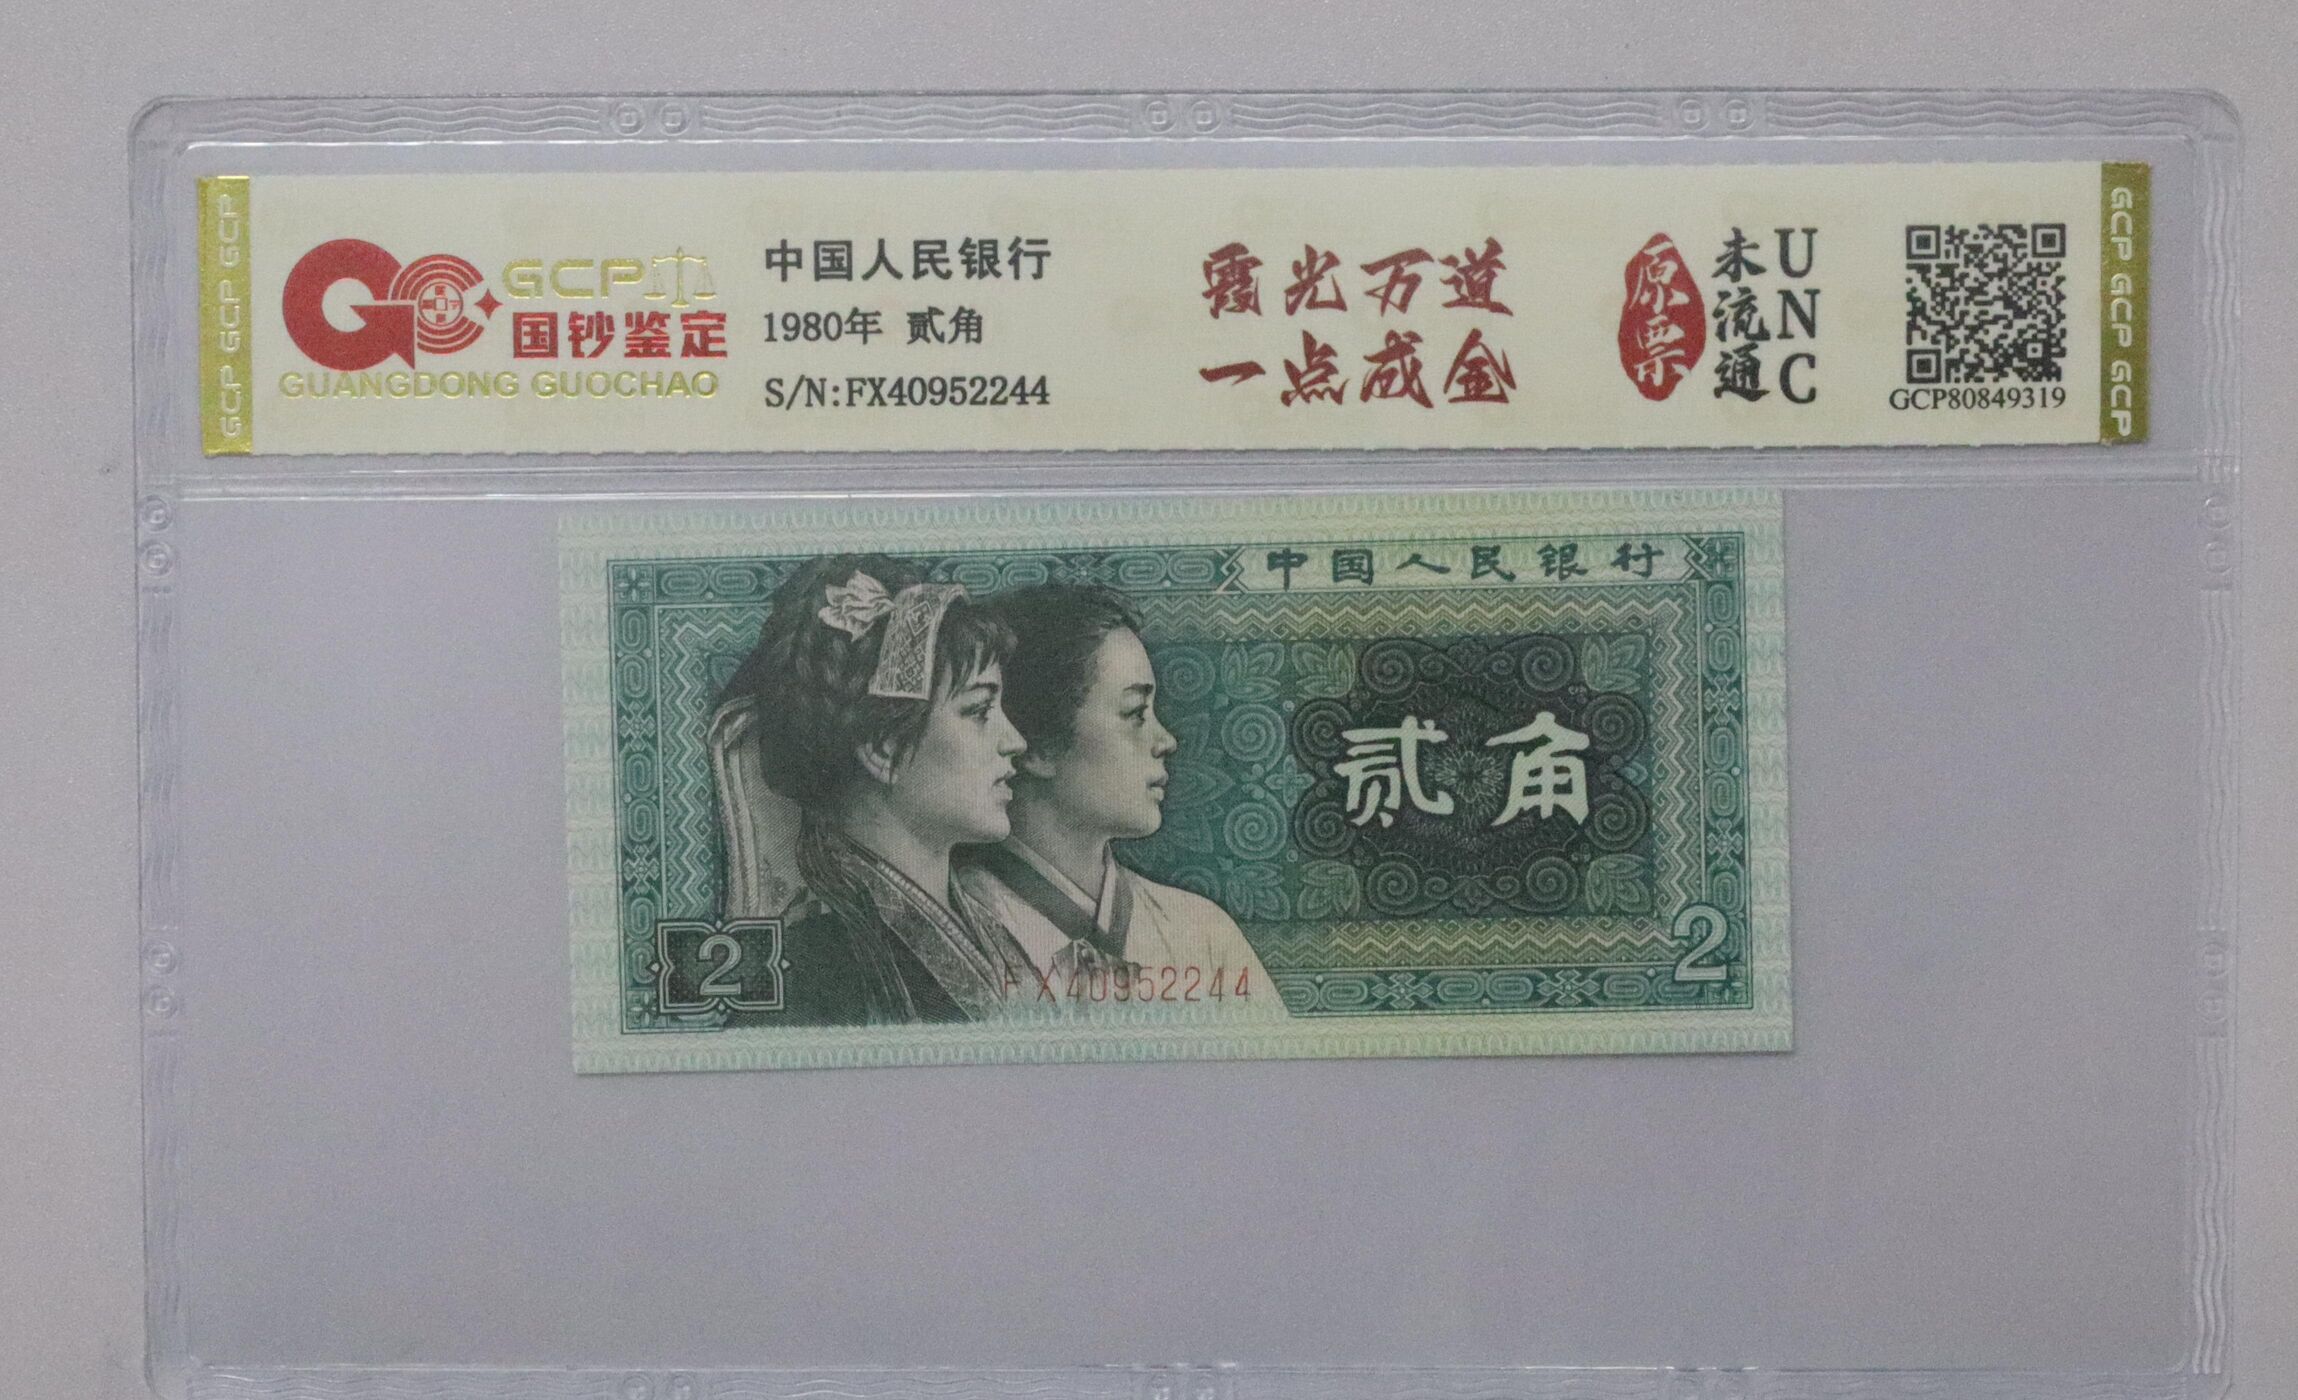 GCP
国钞鉴定
GUANGDONG GUOCHAO
中国人民银行
1980年 贰角
S/N:FX40952244
霞光万道
一点成金
原票
未流通
UNC
GCP80849319
GCP GCP GCP
GCP GCP GCP
中国人民银行
贰角
2
2
FX40952244